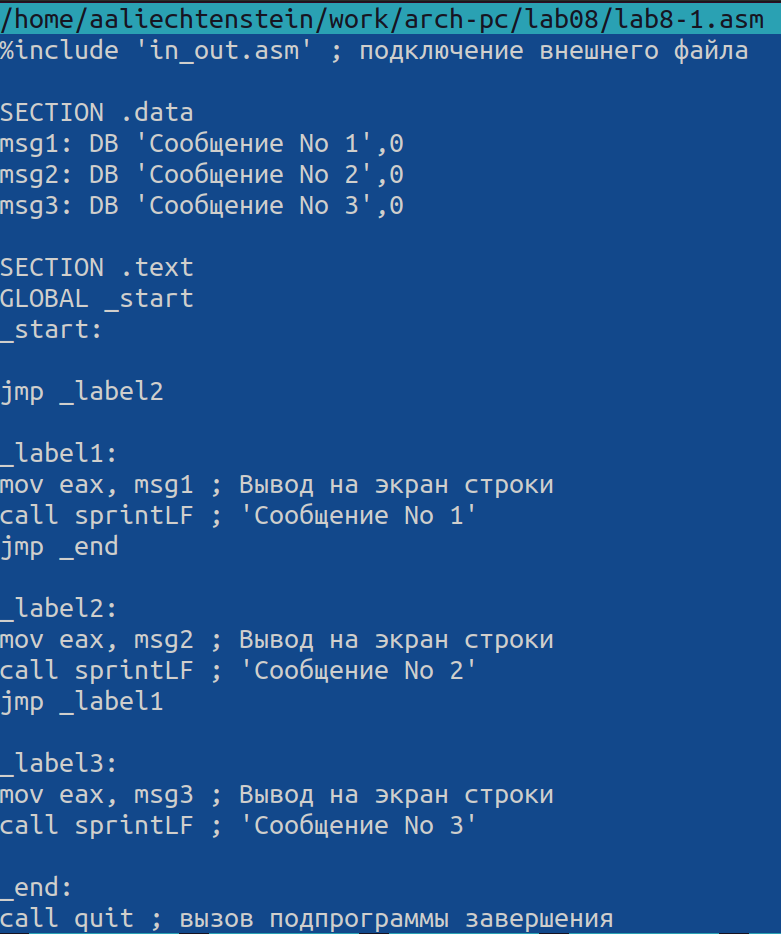 /home/aaliechtenstein/work/arch-pc/lab08/lab8-1.asm
%include 'in_out.asm' ; подключение внешнего файла
SECTION .data
msg1: DB 'Сообщение No 1',0
msg2: DB 'Сообщение No 2',0
msg3: DB 'Сообщение No 3',0
SECTION .text
GLOBAL _start
_start:
jmp _label2
_label1:
mov eax, msg1 ; Вывод на экран строки
call sprintLF ; 'Сообщение No 1'
jmp _end
_label2:
mov eax, msg2 ; Вывод на экран строки
call sprintLF ; 'Сообщение No 2'
jmp _label1
_label3:
mov eax, msg3 ; Вывод на экран строки
call sprintLF ; 'Сообщение No 3'
_end:
call quit ; вызов подпрограммы завершения